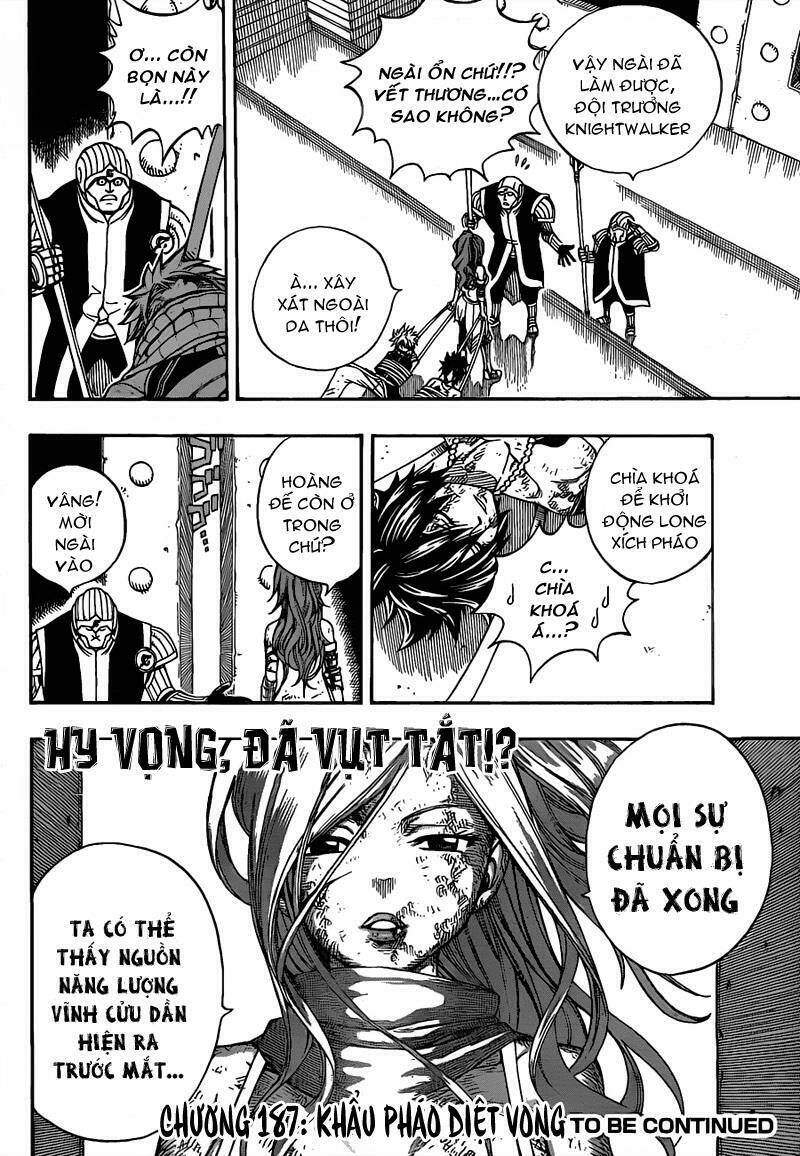 VẬY NGÀI ĐÃ
LÀM ĐƯỢC,
ĐỘI TRƯỞNG
KNIGHTWALKER
NGÀI ỔN CHỨ!!?
VẾT THƯƠNG...CÓ
SAO KHÔNG?
À... XÂY
XÁT NGOÀI
DA THÔI!
Ơ... CÒN
BỌN NÀY
LÀ...!!
CHÌA KHOÁ
ĐỂ KHỞI
ĐỘNG LONG
XÍCH PHÁO
C...
CHÌA
KHOÁ
Á...?
HOÀNG
ĐẾ CÒN Ở
TRONG
CHỨ?
VÂNG!
MỜI
NGÀI
VÀO
HY VỌNG, ĐÃ VỤT TẮT!?
MỌI SỰ
CHUẨN BỊ
ĐÃ XONG
TA CÓ THỂ
THẤY NGUỒN
NĂNG LƯỢNG
VĨNH CỬU DẦN
HIỆN RA
TRƯỚC MẮT...
CHƯƠNG 187: KHẨU PHÁO DIỆT VONG
TO BE CONTINUED